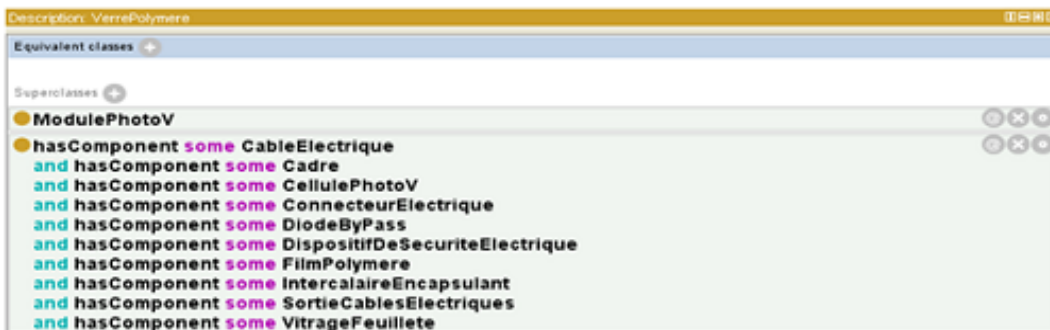 Description: VerrePolymere
Equivalent classes
Superclasses
ModulePhotoV
hasComponent some CableElectrique
and hasComponent some Cadre
and hasComponent some CellulePhotoV
and hasComponent some ConnecteurElectrique
and hasComponent some DiodeByPass
and hasComponent some DispositifDeSecuriteElectrique
and hasComponent some FilmPolymere
and hasComponent some IntercalaireEncapsulant
and hasComponent some SortieCablesElectriques
and hasComponent some VitrageFeuillete